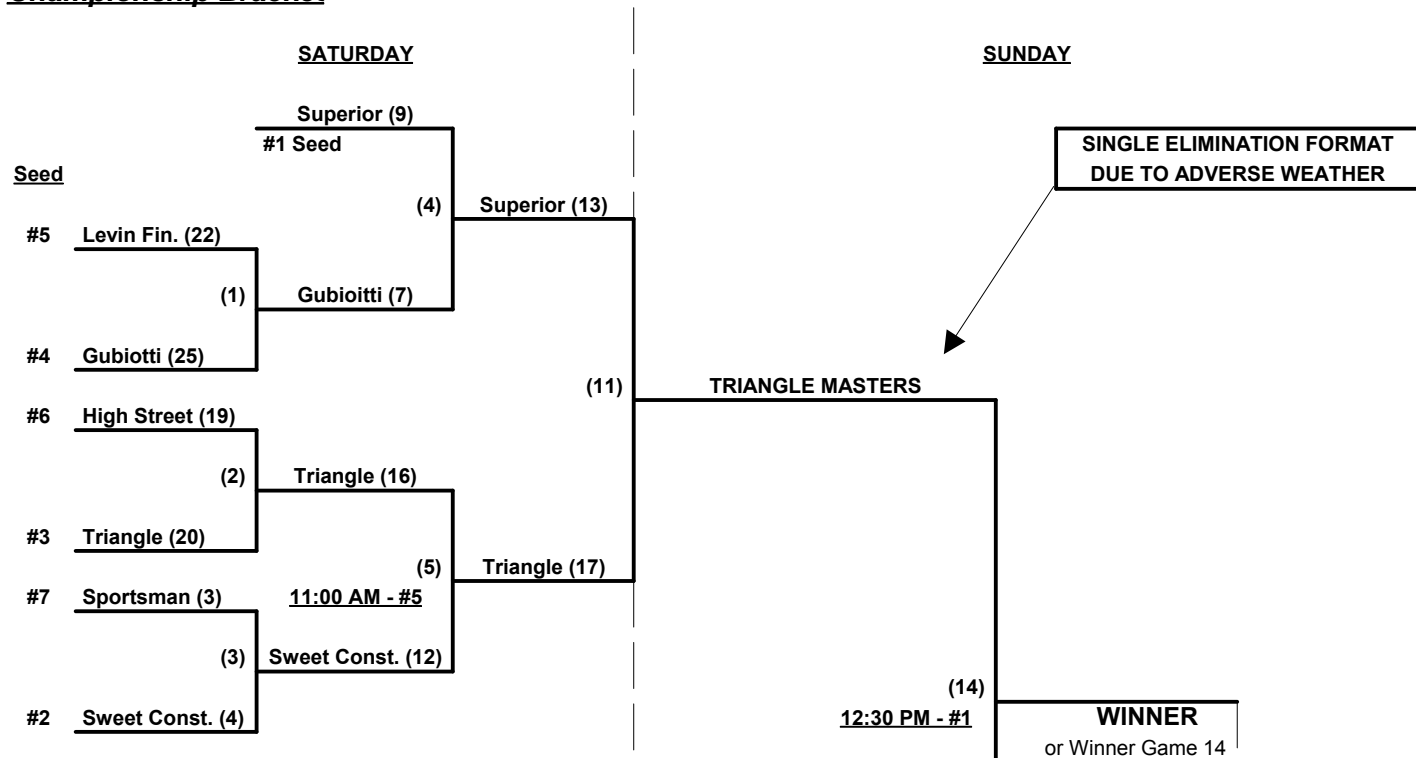 Championship Bracket
SATURDAY
SUNDAY
Superior (9)
#1 Seed
SINGLE ELIMINATION FORMAT
DUE TO ADVERSE WEATHER
Seed
(4)
Superior (13)
#5
Levin Fin. (22)
(1)
Gubioitti (7)
#4
Gubiotti (25)
(11)
TRIANGLE MASTERS
#6
High Street (19)
(2)
Triangle (16)
#3
Triangle (20)
(5)
Triangle (17)
#7
Sportsman (3)
11:00 AM - #5
(3)
Sweet Const. (12)
#2
Sweet Const. (4)
(14)
12:30 PM - #1
WINNER
or Winner Game 14